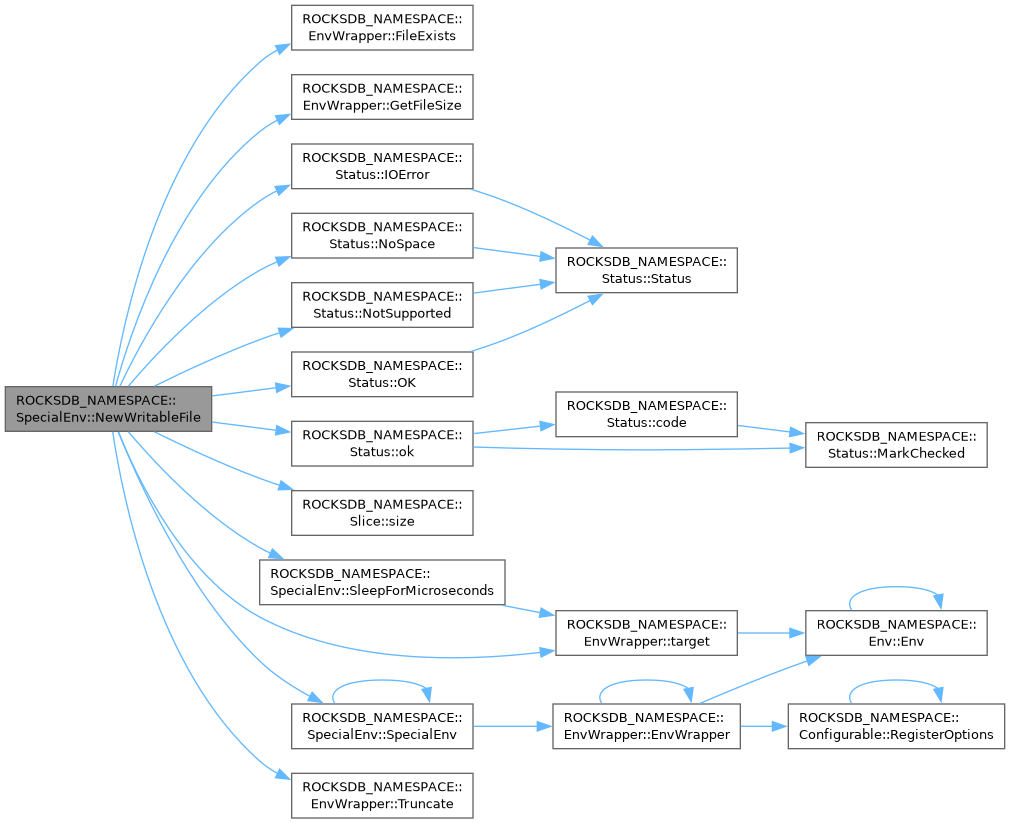 ROCKSDB_NAMESPACE::
EnvWrapper::FileExists
ROCKSDB_NAMESPACE::
EnvWrapper::GetFileSize
ROCKSDB_NAMESPACE::
Status::IOError
ROCKSDB_NAMESPACE::
Status::NoSpace
ROCKSDB_NAMESPACE::
Status::Status
ROCKSDB_NAMESPACE::
Status::NotSupported
ROCKSDB_NAMESPACE::
Status::OK
ROCKSDB_NAMESPACE::
SpecialEnv::NewWritableFile
ROCKSDB_NAMESPACE::
Status::code
ROCKSDB_NAMESPACE::
Status::ok
ROCKSDB_NAMESPACE::
Status::MarkChecked
ROCKSDB_NAMESPACE::
Slice::size
ROCKSDB_NAMESPACE::
SpecialEnv::SleepForMicroseconds
ROCKSDB_NAMESPACE::
EnvWrapper::target
ROCKSDB_NAMESPACE::
Env::Env
ROCKSDB_NAMESPACE::
SpecialEnv::SpecialEnv
ROCKSDB_NAMESPACE::
EnvWrapper::EnvWrapper
ROCKSDB_NAMESPACE::
Configurable::RegisterOptions
ROCKSDB_NAMESPACE::
EnvWrapper::Truncate